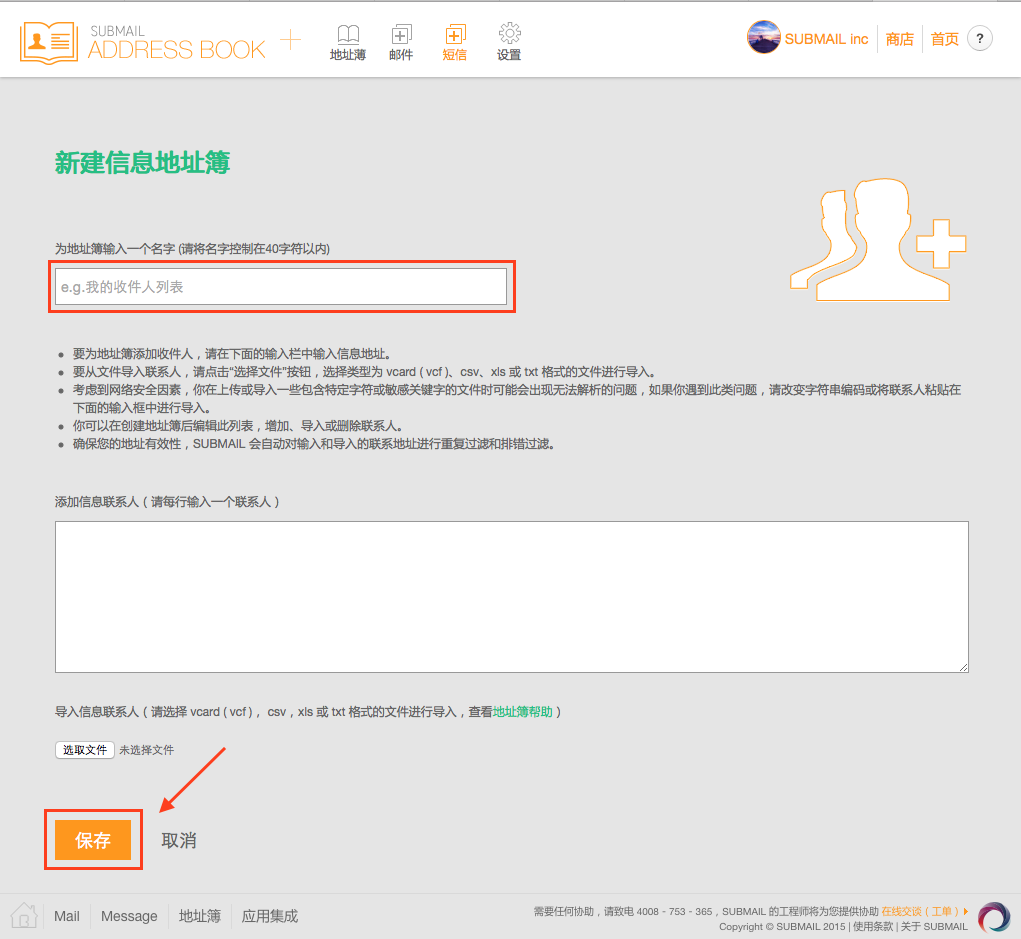 SUBMAIL
ADDRESS BOOK
地址薄 邮件 短信 设置
SUBMAIL inc 商店 首页 ?
新建信息地址簿
为地址簿输入一个名字 (请将名字控制在40字符以内)
e.g.我的收件人列表
要为地址簿添加收件人，请在下面的输入栏中输入信息地址。
要从文件导入联系人，请点击“选择文件”按钮，选择类型为 vcard ( vcf )、csv、xls 或 txt 格式的文件进行导入。
考虑到网络安全因素，你在上传或导入一些包含特定字符或敏感关键字的文件时可能会出现无法解析的问题，如果你遇到此类问题，请改变字符串编码或将联系人粘贴在
下面的输入框中进行导入。
你可以在创建地址簿后编辑此列表，增加、导入或删除联系人。
确保您的地址有效性，SUBMAIL 会自动对输入和导入的联系地址进行重复过滤和排错过滤。
添加信息联系人（请每行输入一个联系人）
导入信息联系人（请选择 vcard ( vcf )，csv，xls 或 txt 格式的文件进行导入，查看地址簿帮助）
选取文件 未选择文件
保存 取消
Mail Message 地址簿 应用集成
需要任何协助，请致电 4008 - 753 - 365，SUBMAIL 的工程师将为您提供协助 在线交谈（工单）
Copyright © SUBMAIL 2015 | 使用条款 | 关于 SUBMAIL